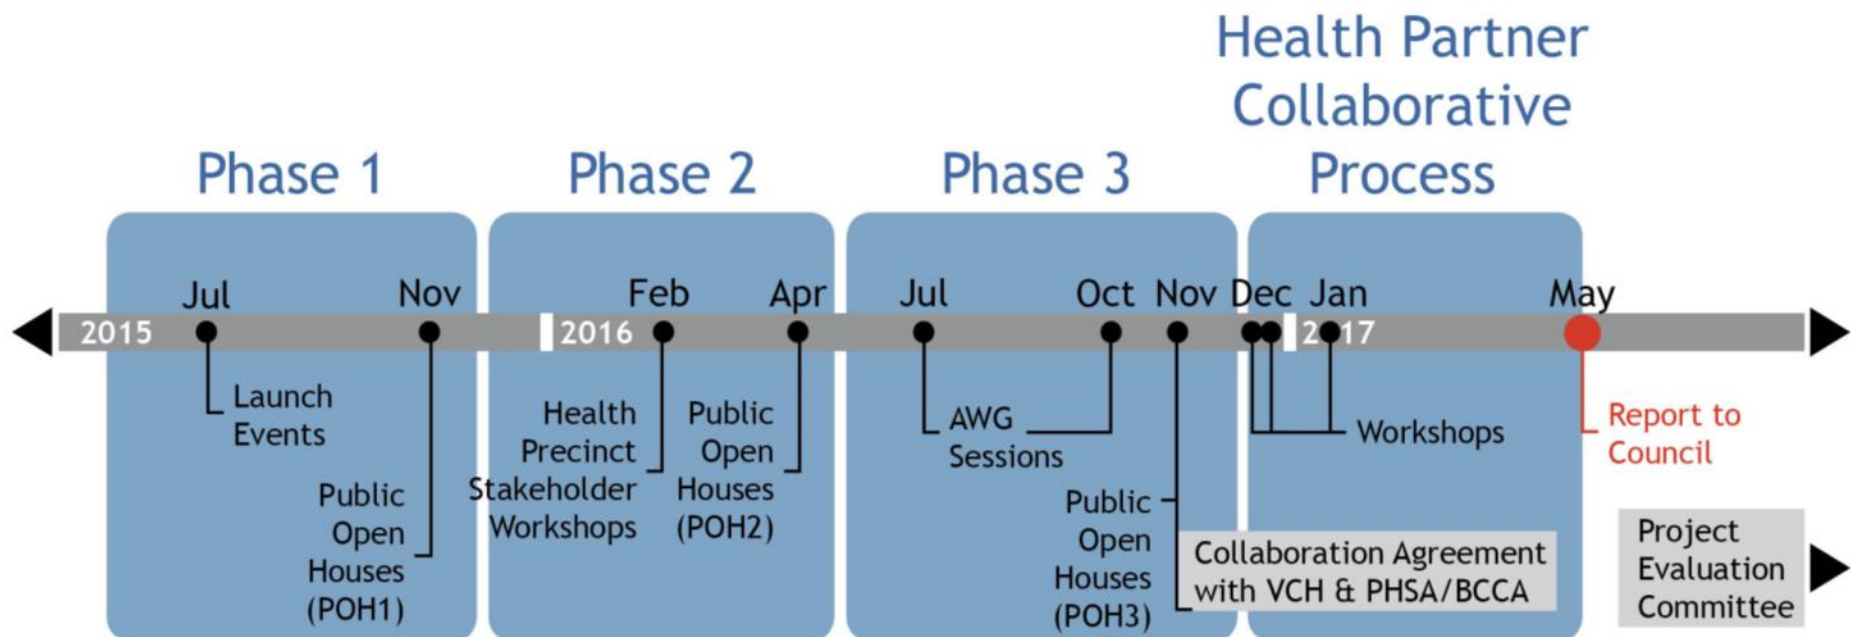 Health Partner
Collaborative
Process
Phase 1
Phase 2
Phase 3
Jul
Nov
Feb
Apr
Jul
Oct
Nov
Dec
Jan
May
2015
2016
2017
Launch
Events
Public
Open
Houses
(POH1)
Health
Precinct
Stakeholder
Workshops
Public
Open
Houses
(POH2)
AWG
Sessions
Public
Open
Houses
(POH3)
Collaboration Agreement
with VCH & PHSA/BCCA
Workshops
Report to
Council
Project
Evaluation
Committee